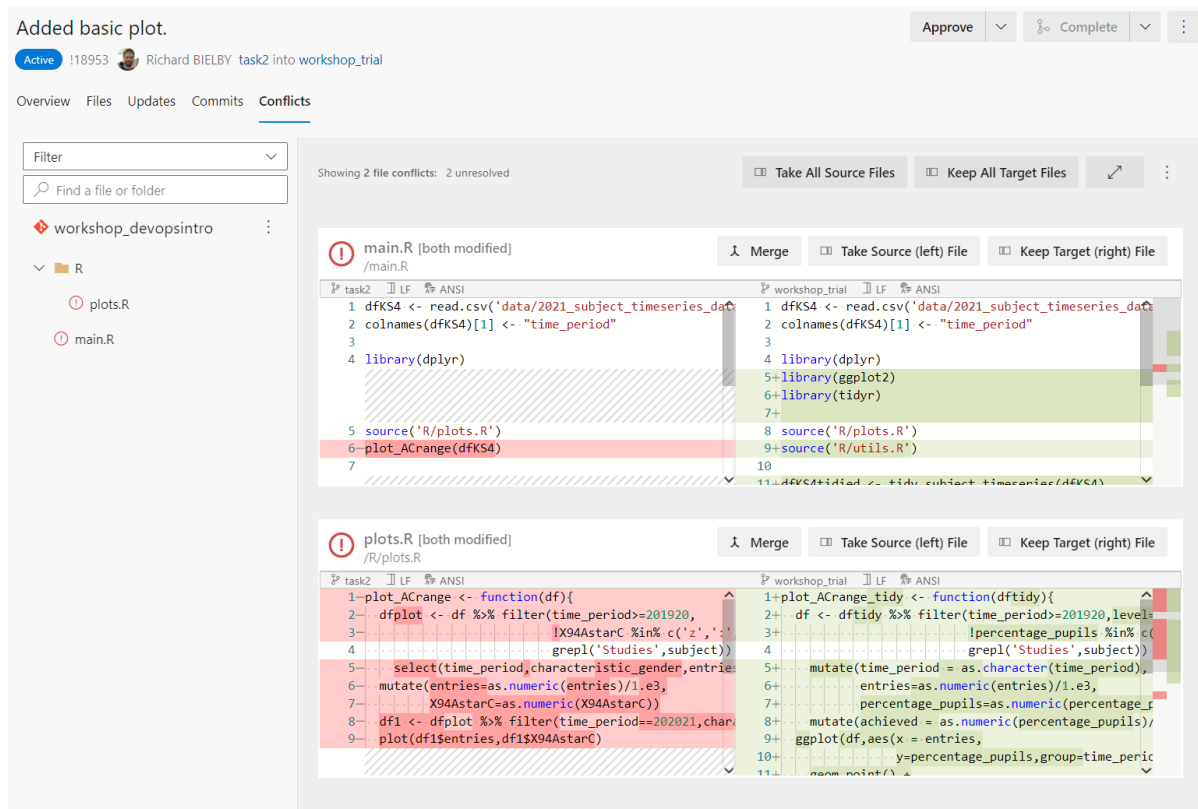 Added basic plot.
Approve
Complete
Active !18953 Richard BIELBY task2 into workshop_trial
Overview Files Updates Commits Conflicts
Filter
Find a file or folder
workshop_devopsintro
R
plots.R
main.R
Showing 2 file conflicts: 2 unresolved
Take All Source Files
Keep All Target Files
main.R [both modified]
/main.R
Merge
Take Source (left) File
Keep Target (right) File
task2 LF ANSI
1 dfKS4 <- read.csv('data/2021_subject_timeseries_data
2 colnames(dfKS4)[1] <- "time_period"
3
4 library(dplyr)
5 source('R/plots.R')
6-plot_ACrange(dfKS4)
7
workshop_trial LF ANSI
1 dfKS4 <- read.csv('data/2021_subject_timeseries_data
2 colnames(dfKS4)[1] <- "time_period"
3
4 library(dplyr)
5+library(ggplot2)
6+library(tidyr)
7+
8 source('R/plots.R')
9+source('R/utils.R')
10
11+dfKS4tidied <- tidy_subject_timeseries(dfKS4)
plots.R [both modified]
/R/plots.R
Merge
Take Source (left) File
Keep Target (right) File
task2 LF ANSI
1-plot_ACrange <- function(df){
2- dfplot <- df %>% filter(time_period>=201920,
3- !X94AstarC %in% c('z',':',
4 grepl('Studies',subject))
5- select(time_period,characteristic_gender,entries
6- mutate(entries=as.numeric(entries)/1.e3,
7- X94AstarC=as.numeric(X94AstarC))
8- df1 <- dfplot %>% filter(time_period==202021,chara
9- plot(df1$entries,df1$X94AstarC)
workshop_trial LF ANSI
1+plot_ACrange_tidy <- function(dftidy){
2+ df <- dftidy %>% filter(time_period>=201920,level=
3+ !percentage_pupils %in% c(
4 grepl('Studies',subject))
5+ mutate(time_period = as.character(time_period),
6+ entries=as.numeric(entries)/1.e3,
7+ percentage_pupils=as.numeric(percentage_p
8+ mutate(achieved = as.numeric(percentage_pupils)/
9+ ggplot(df,aes(x = entries,
10+ y=percentage_pupils,group=time_perio
11+ geom_point() +